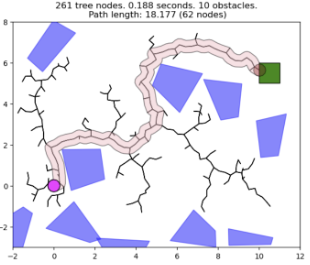 261 tree nodes. 0.188 seconds. 10 obstacles.
Path length: 18.177 (62 nodes)
8
6
4
2
0
−2
−2 0 2 4 6 8 10 12